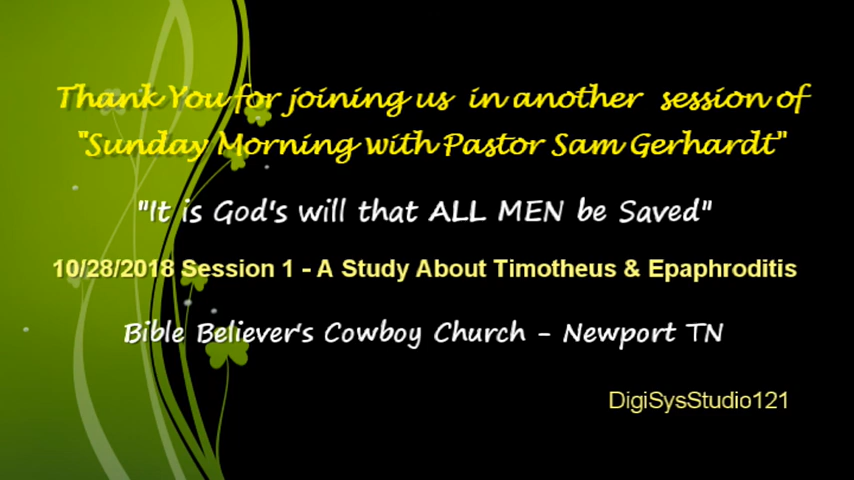 Thank You for joining us in another session of
"Sunday Morning with Pastor Sam Gerhardt"
"It is God's will that ALL MEN be Saved"
10/28/2018 Session 1 - A Study About Timotheus & Epaphroditis
Bible Believer's Cowboy Church - Newport TN
DigiSysStudio121